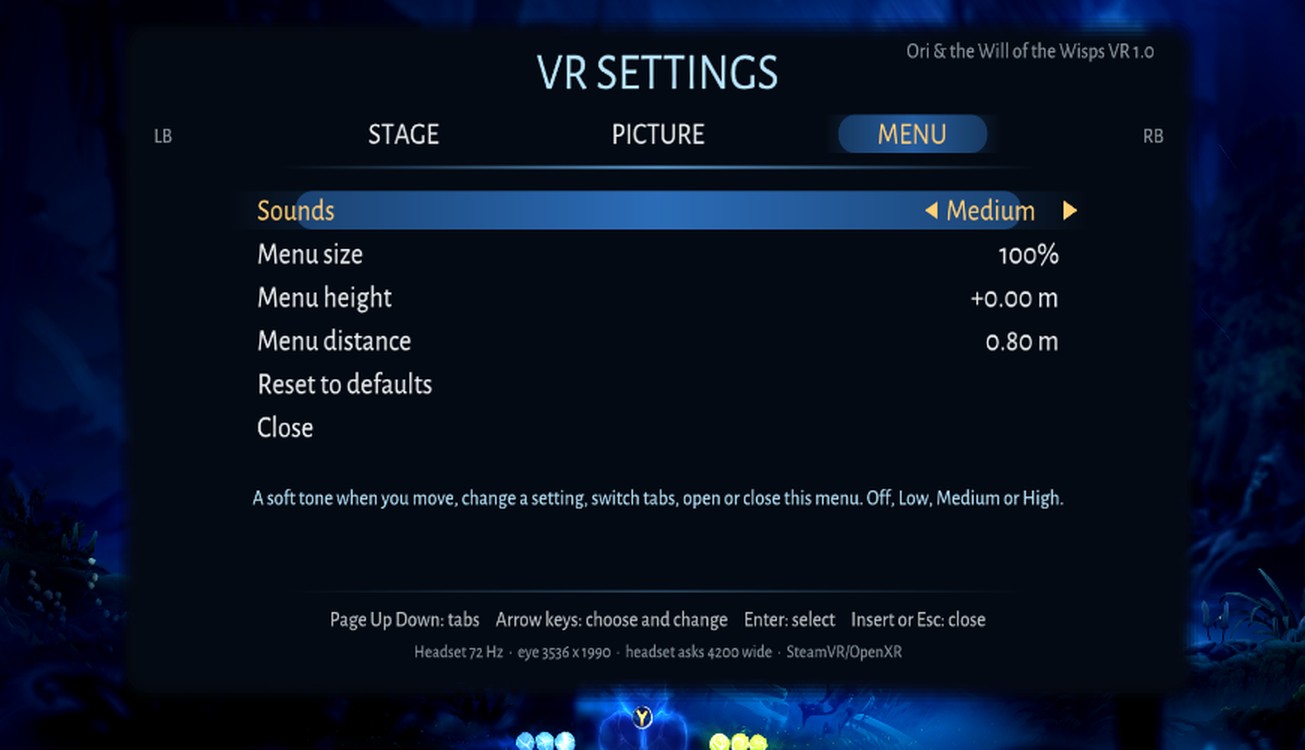 Ori & the Will of the Wisps VR 1.0
VR SETTINGS
LB STAGE PICTURE MENU RB
Sounds Medium
Menu size 100%
Menu height +0.00 m
Menu distance 0.80 m
Reset to defaults
Close
A soft tone when you move, change a setting, switch tabs, open or close this menu. Off, Low, Medium or High.
Page Up Down: tabs Arrow keys: choose and change Enter: select Insert or Esc: close
Headset 72 Hz · eye 3536 x 1990 · headset asks 4200 wide · SteamVR/OpenXR
Y